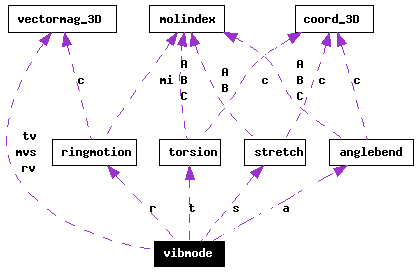 vectormag_3D molindex coord_3D
A A A
c mi B B c c c
C C
tv
mvs
rv
ringmotion torsion stretch anglebend
r t s a
vibmode